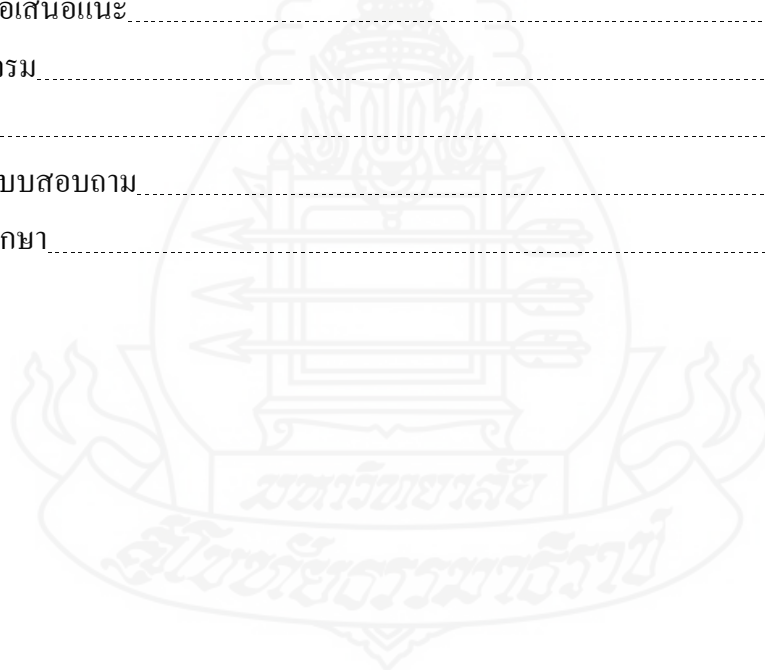 อเสนอแนะ
รม
บบสอบถาม
กษา
มหาวิทยาลัย
สุโขทัยธรรมาธิราช